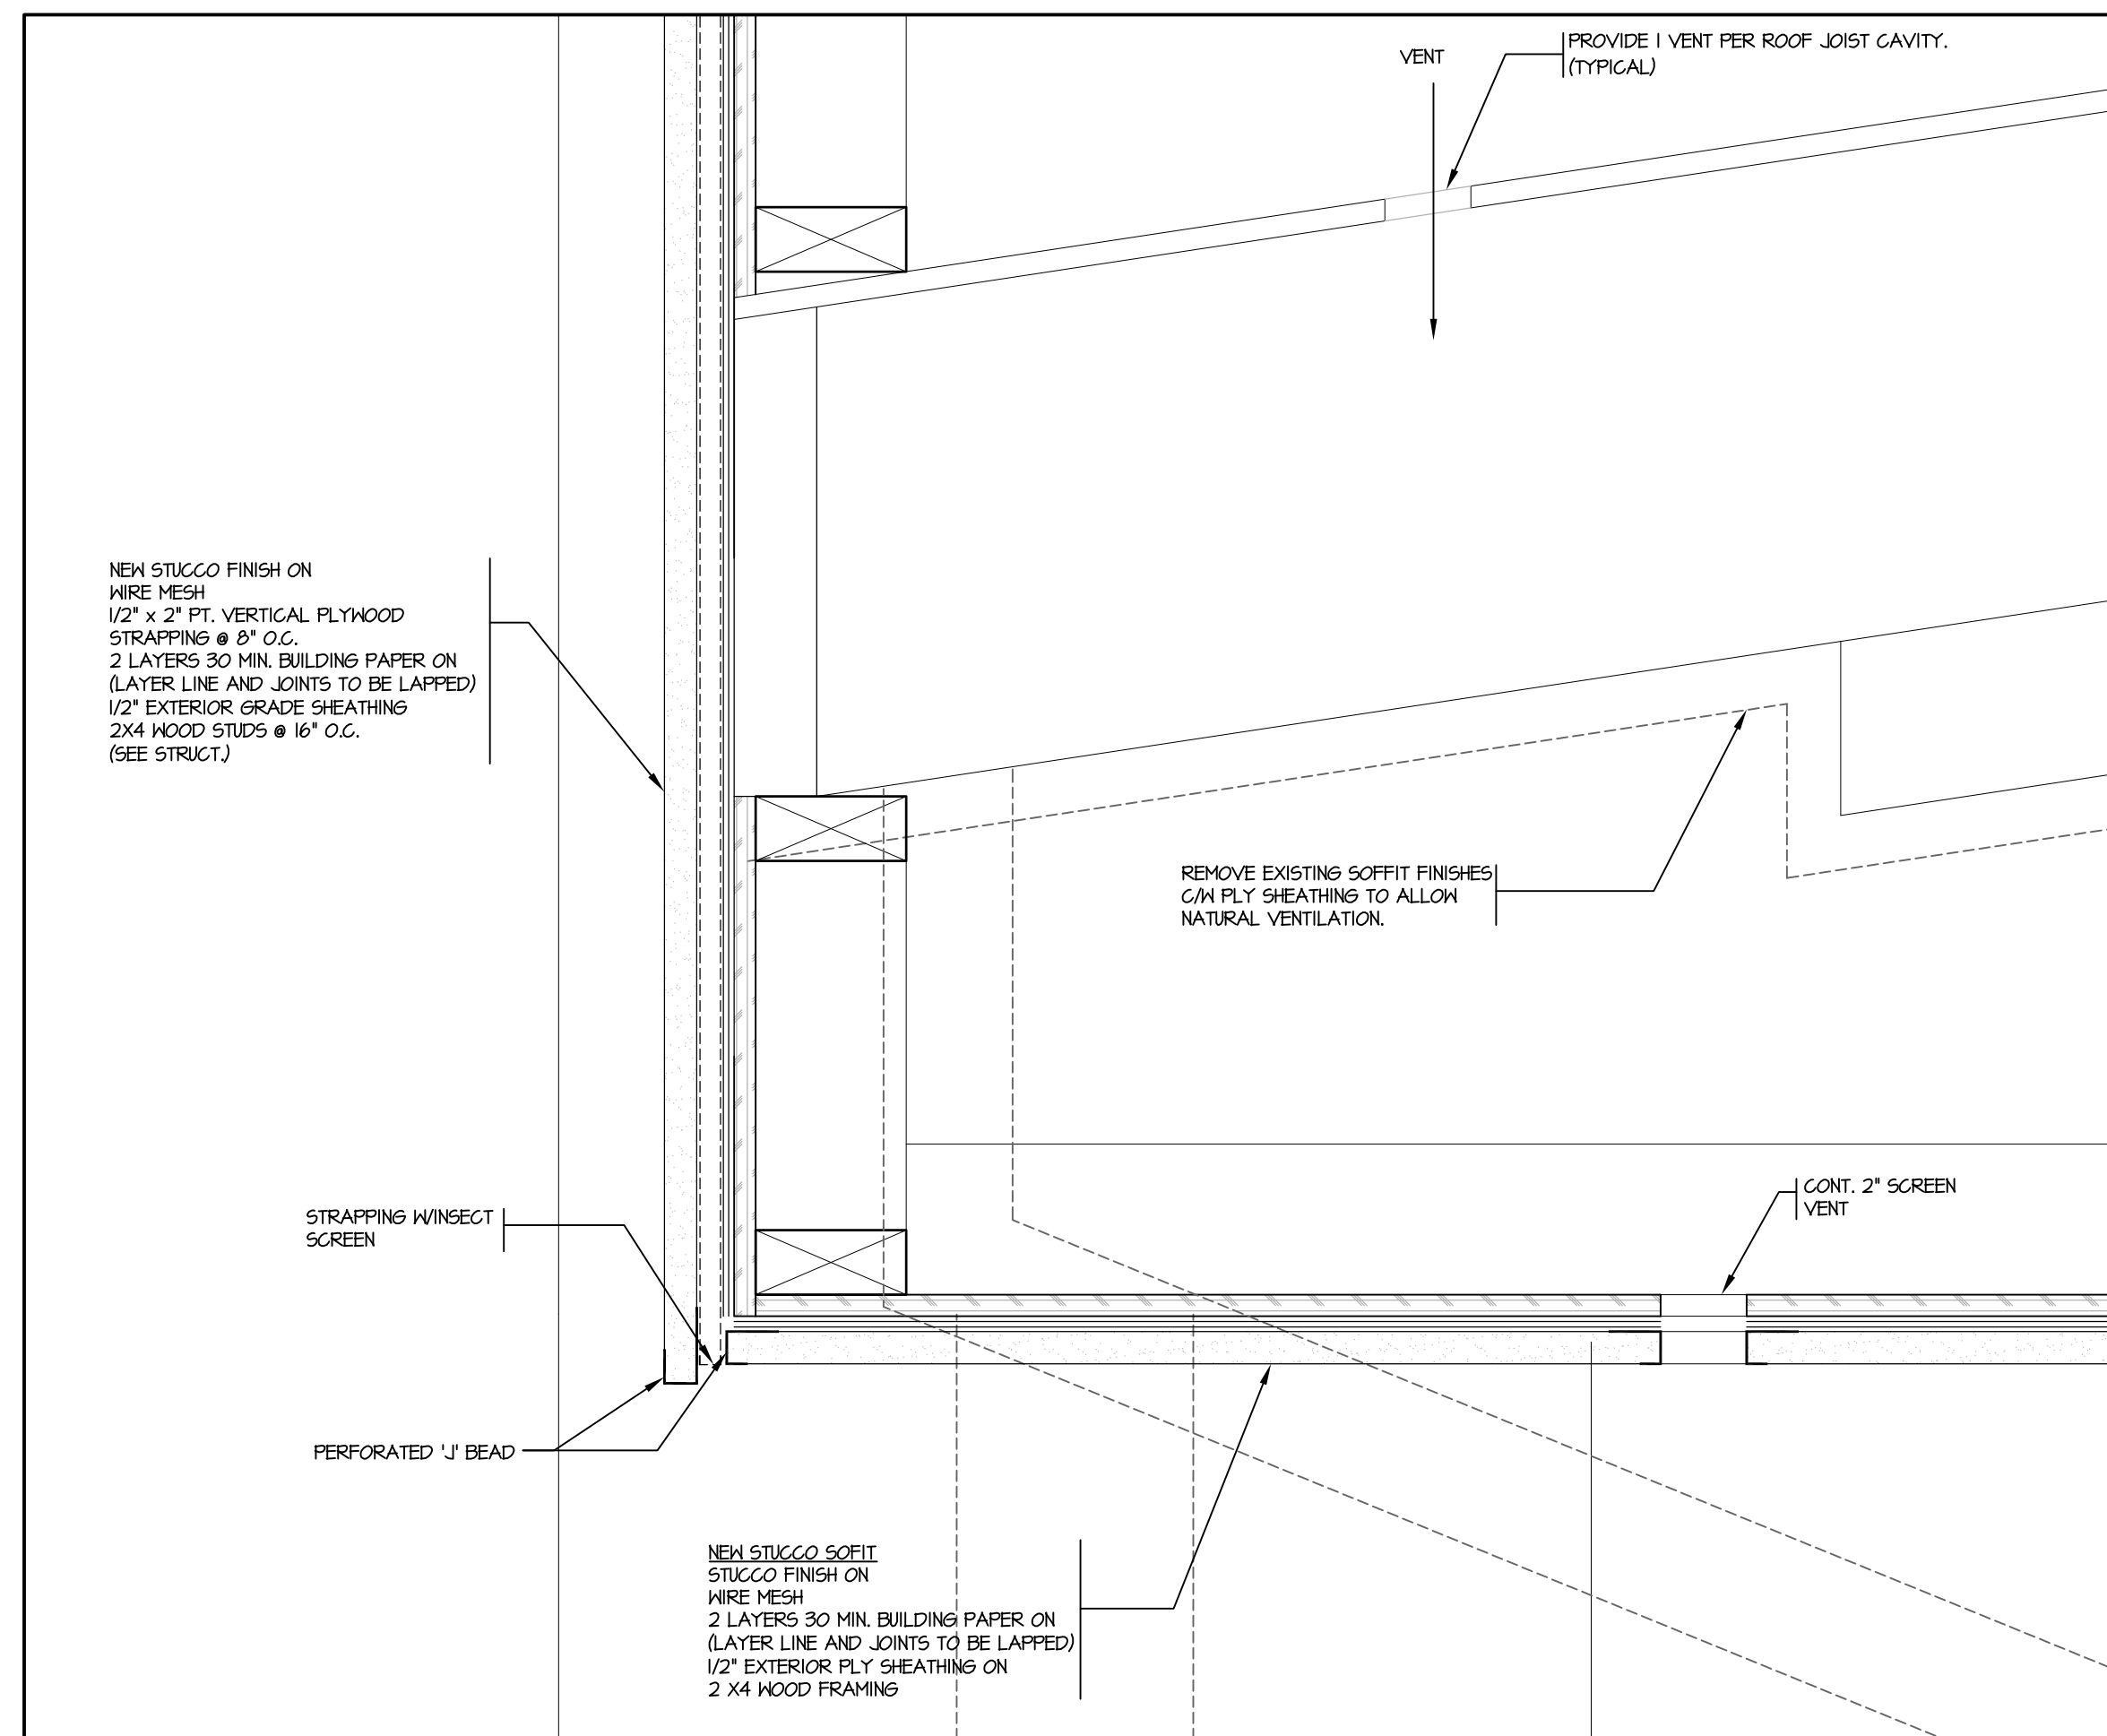 VENT
PROVIDE 1 VENT PER ROOF JOIST CAVITY.
(TYPICAL)
NEW STUCCO FINISH ON
WIRE MESH
1/2" x 2" PT. VERTICAL PLYWOOD
STRAPPING @ 8" O.C.
2 LAYERS 30 MIN. BUILDING PAPER ON
(LAYER LINE AND JOINTS TO BE LAPPED)
1/2" EXTERIOR GRADE SHEATHING
2X4 WOOD STUDS @ 16" O.C.
(SEE STRUCT.)
REMOVE EXISTING SOFFIT FINISHES
C/W PLY SHEATHING TO ALLOW
NATURAL VENTILATION.
CONT. 2" SCREEN
VENT
STRAPPING W/INSECT
SCREEN
PERFORATED 'J' BEAD
NEW STUCCO SOFIT
STUCCO FINISH ON
WIRE MESH
2 LAYERS 30 MIN. BUILDING PAPER ON
(LAYER LINE AND JOINTS TO BE LAPPED)
1/2" EXTERIOR PLY SHEATHING ON
2 X4 WOOD FRAMING